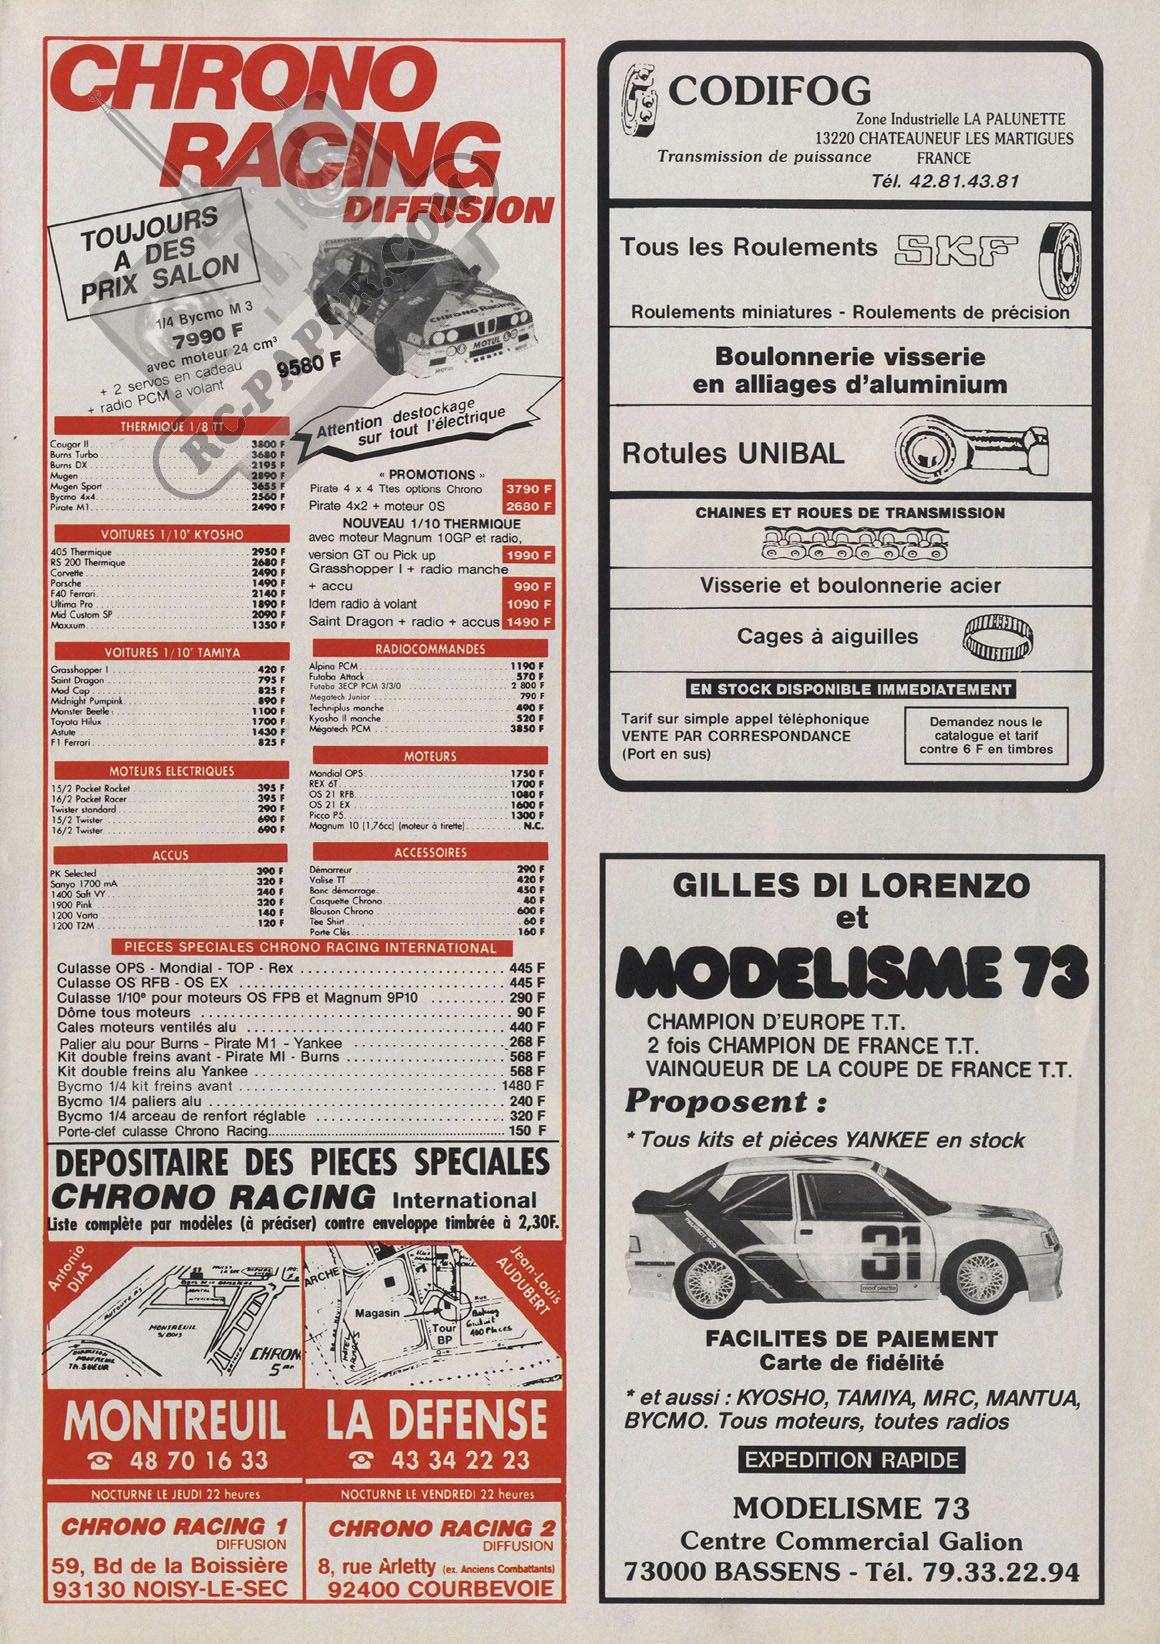 CHRONO
RACING
DIFFUSION
TOUJOURS
A DES
PRIX SALON
1/4 Bycmo M 3
7990 F
avec moteur 24 cm³
9580 F
+ 2 servos en cadeau
+ radio PCM à volant
CHRONO
CHRONO Racing
MOTUL
RC-PAPER.COM
Attention destockage
sur tout l'électrique
THERMIQUE 1/8 TT
Cougar II 3800 F
Burns Turbo 3680 F
Burns DX 2195 F
Mugen 2890 F
Mugen Sport 3655 F
Bycmo 4x4 2560 F
Pirate M1 2490 F
VOITURES 1/10e KYOSHO
405 Thermique 2950 F
RS 200 Thermique 2680 F
Corvette 2490 F
Porsche 1490 F
F40 Ferrari 2140 F
Ultima Pro 1890 F
Mid Custom SP 2090 F
Maxxum 1350 F
VOITURES 1/10e TAMIYA
Grasshopper I 420 F
Saint Dragon 795 F
Mod Cap 825 F
Midnight Pumpink 890 F
Monster Beetle 1100 F
Toyota Hilux 1700 F
Astute 1430 F
F1 Ferrari 825 F
MOTEURS ELECTRIQUES
15/2 Pocket Rocket 395 F
16/2 Pocket Racer 395 F
Twister standard 290 F
15/2 Twister 690 F
16/2 Twister 690 F
ACCUS
PK Selected 390 F
Sanyo 1700 mA 320 F
1400 Saft VY 240 F
1900 Pink 320 F
1200 Varta 140 F
1200 T2M 120 F
« PROMOTIONS »
Pirate 4 x 4 Ttes options Chrono 3790 F
Pirate 4x2 + moteur 0S 2680 F
NOUVEAU 1/10 THERMIQUE
avec moteur Magnum 10GP et radio,
version GT ou Pick up 1990 F
Grasshopper I + radio manche
+ accu 990 F
Idem radio à volant 1090 F
Saint Dragon + radio + accus 1490 F
RADIOCOMMANDES
Alpina PCM 1190 F
Futaba Attack 570 F
Futaba 3ECP PCM 3/3/0 2 800 F
Megatech Junior 790 F
Techniplus manche 490 F
Kyosho II manche 520 F
Mégatech PCM 3850 F
MOTEURS
Mondial OPS 1750 F
REX 6T 1700 F
OS 21 RFB 1080 F
OS 21 EX 1600 F
Picco P5 1300 F
Magnum 10 (1,76cc) (moteur à tirette) N.C.
ACCESSOIRES
Démarreur 290 F
Valise TT 420 F
Banc démarrage 450 F
Casquette Chrono 40 F
Blouson Chrono 600 F
Tee Shirt 60 F
Porte Clés 160 F
PIECES SPECIALES CHRONO RACING INTERNATIONAL
Culasse OPS - Mondial - TOP - Rex 445 F
Culasse OS RFB - OS EX 445 F
Culasse 1/10e pour moteurs OS FPB et Magnum 9P10 290 F
Dôme tous moteurs 90 F
Cales moteurs ventilés alu 440 F
Palier alu pour Burns - Pirate M1 - Yankee 268 F
Kit double freins avant - Pirate MI - Burns 568 F
Kit double freins alu Yankee 568 F
Bycmo 1/4 kit freins avant 1480 F
Bycmo 1/4 paliers alu 240 F
Bycmo 1/4 arceau de renfort réglable 320 F
Porte-clef culasse Chrono Racing 150 F
DEPOSITAIRE DES PIECES SPECIALES
CHRONO RACING International
Liste complète par modèles (à préciser) contre enveloppe timbrée à 2,30F.
Antonio
DIAS
AUTOROUTE A3
MONTREUIL
S/BOIS
DIRECTION
MONTREUIL
CHRONO
Jean-Louis
AUDUBERT
ARCHE
Magasin
Tour
BP
Parking
Gratuit
400 Places
MONTREUIL
☎ 48 70 16 33
LA DEFENSE
☎ 43 34 22 23
NOCTURNE LE JEUDI 22 heures
NOCTURNE LE VENDREDI 22 heures
CHRONO RACING 1
DIFFUSION
59, Bd de la Boissière
93130 NOISY-LE-SEC
CHRONO RACING 2
DIFFUSION
8, rue Arletty (ex. Anciens Combattants)
92400 COURBEVOIE
CODIFOG
Zone Industrielle LA PALUNETTE
13220 CHATEAUNEUF LES MARTIGUES
Transmission de puissance FRANCE
Tél. 42.81.43.81
Tous les Roulements SKF
Roulements miniatures - Roulements de précision
Boulonnerie visserie
en alliages d'aluminium
Rotules UNIBAL
CHAINES ET ROUES DE TRANSMISSION
Visserie et boulonnerie acier
Cages à aiguilles
EN STOCK DISPONIBLE IMMEDIATEMENT
Tarif sur simple appel téléphonique
VENTE PAR CORRESPONDANCE
(Port en sus)
Demandez nous le
catalogue et tarif
contre 6 F en timbres
GILLES DI LORENZO
et
MODELISME 73
CHAMPION D'EUROPE T.T.
2 fois CHAMPION DE FRANCE T.T.
VAINQUEUR DE LA COUPE DE FRANCE T.T.
Proposent :
* Tous kits et pièces YANKEE en stock
31
FACILITES DE PAIEMENT
Carte de fidélité
* et aussi : KYOSHO, TAMIYA, MRC, MANTUA,
BYCMO. Tous moteurs, toutes radios
EXPEDITION RAPIDE
MODELISME 73
Centre Commercial Galion
73000 BASSENS - Tél. 79.33.22.94